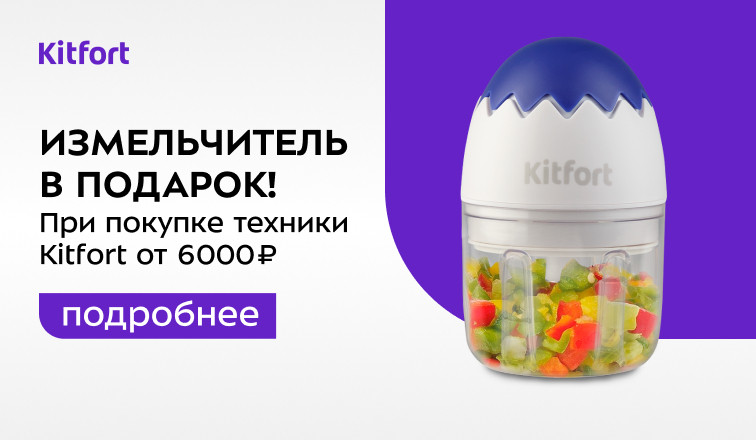 Kitfort
ИЗМЕЛЬЧИТЕЛЬ
В ПОДАРОК!
При покупке техники
Kitfort от 6000₽
подробнее
Kitfort